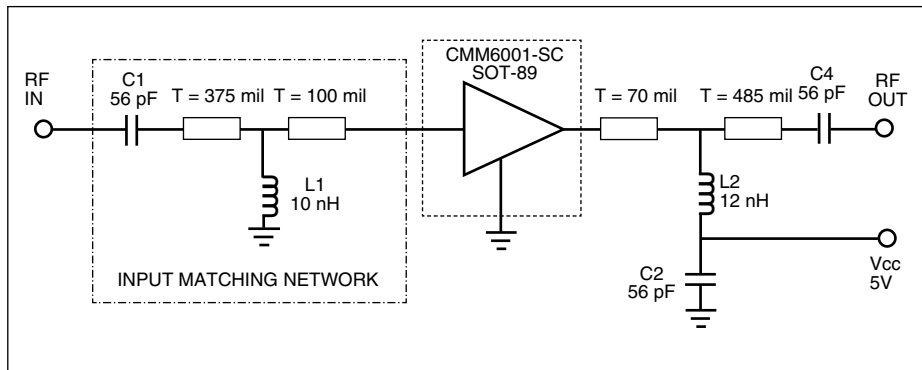 RF
IN
C1
56 pF
T = 375 mil
T = 100 mil
L1
10 nH
INPUT MATCHING NETWORK
CMM6001-SC
SOT-89
T = 70 mil
T = 485 mil
C4
56 pF
RF
OUT
L2
12 nH
C2
56 pF
Vcc
5V